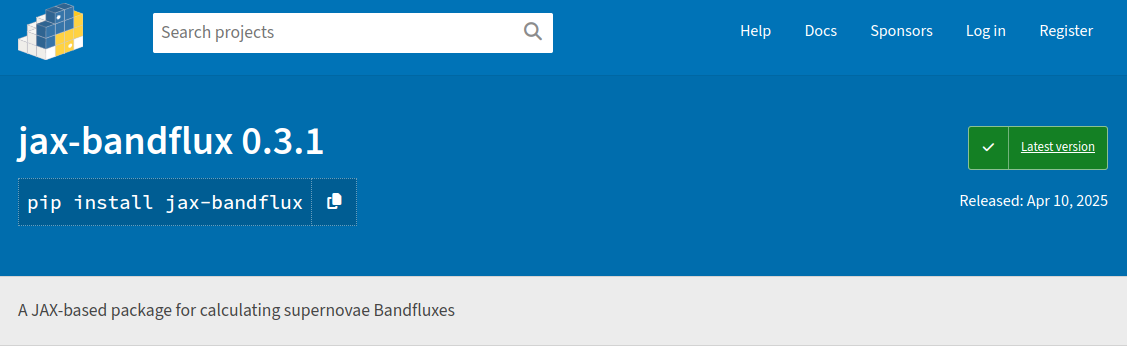 Search projects
Help Docs Sponsors Log in Register
jax-bandflux 0.3.1
Latest version
pip install jax-bandflux
Released: Apr 10, 2025
A JAX-based package for calculating supernovae Bandfluxes